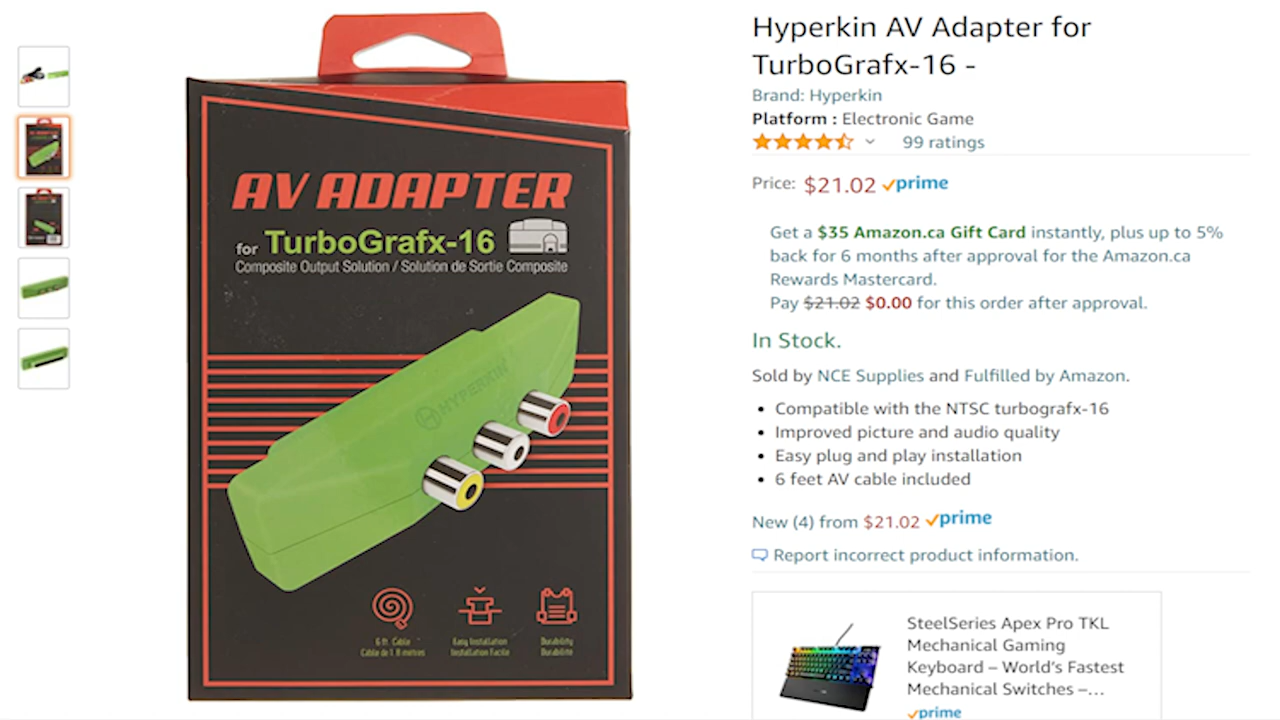 AV ADAPTER
for TurboGrafx-16
Composite Output Solution / Solution de Sortie Composite
HYPERKIN
6 ft. Cable
Câble de 1.8 mètres
Easy Installation
Installation Facile
Durability
Durabilité
Hyperkin AV Adapter for
TurboGrafx-16 -
Brand: Hyperkin
Platform : Electronic Game
99 ratings
Price: $21.02 prime
Get a $35 Amazon.ca Gift Card instantly, plus up to 5%
back for 6 months after approval for the Amazon.ca
Rewards Mastercard.
Pay $21.02 $0.00 for this order after approval.
In Stock.
Sold by NCE Supplies and Fulfilled by Amazon.
• Compatible with the NTSC turbografx-16
• Improved picture and audio quality
• Easy plug and play installation
• 6 feet AV cable included
New (4) from $21.02 prime
Report incorrect product information.
SteelSeries Apex Pro TKL
Mechanical Gaming
Keyboard – World's Fastest
Mechanical Switches –...
prime